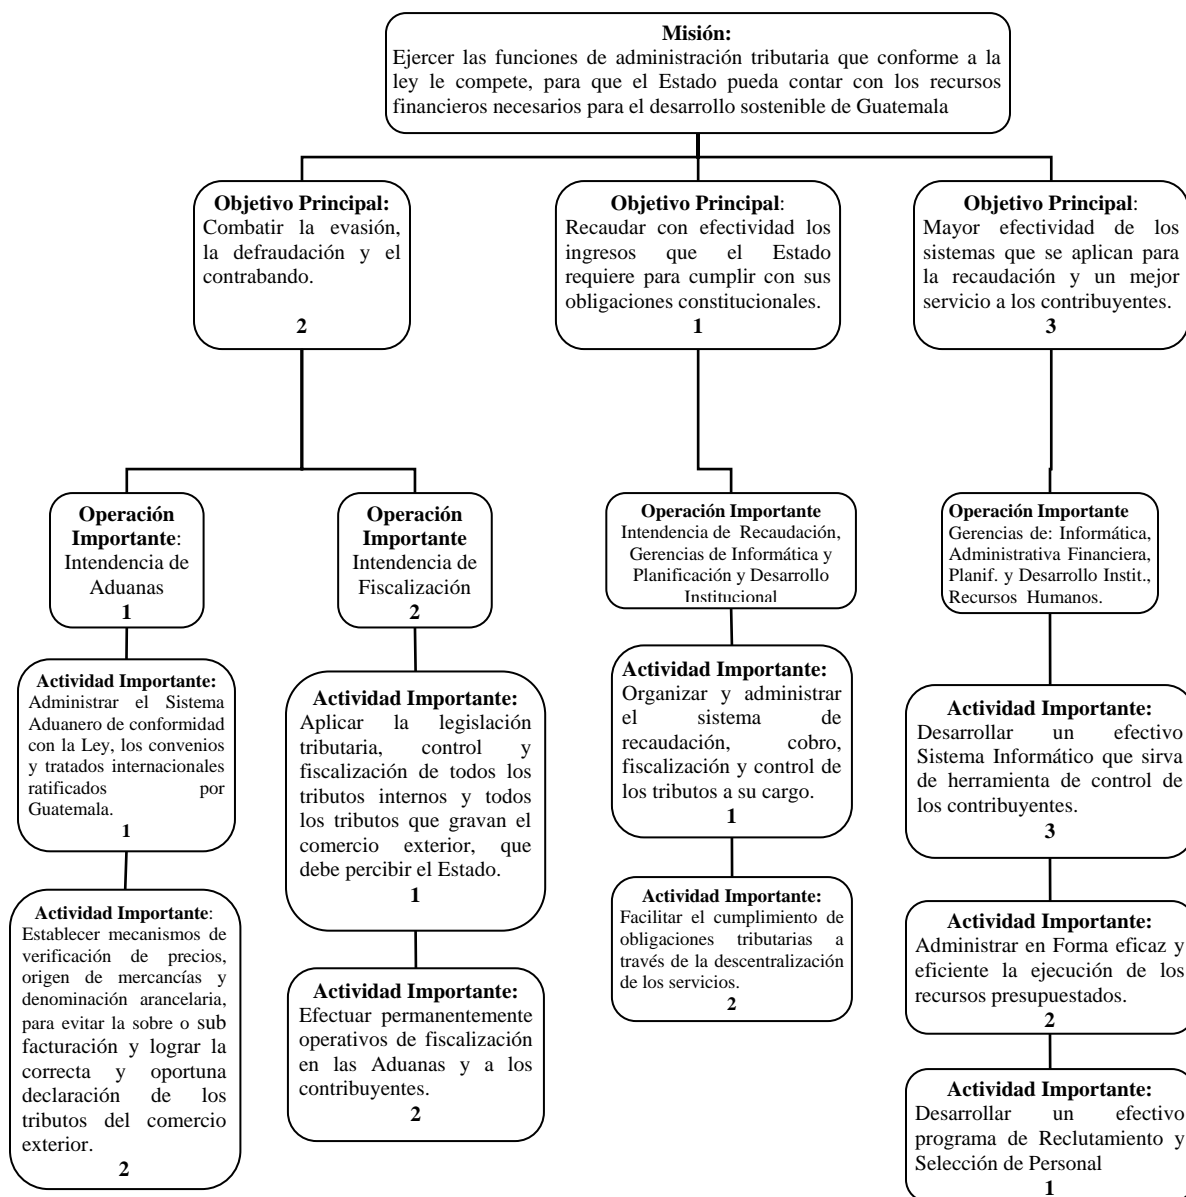 Misión:
Ejercer las funciones de administración tributaria que conforme a la
ley le compete, para que el Estado pueda contar con los recursos
financieros necesarios para el desarrollo sostenible de Guatemala
Objetivo Principal:
Combatir la evasión,
la defraudación y el
contrabando.
2
Objetivo Principal:
Recaudar con efectividad los
ingresos que el Estado
requiere para cumplir con sus
obligaciones constitucionales.
1
Objetivo Principal:
Mayor efectividad de los
sistemas que se aplican para
la recaudación y un mejor
servicio a los contribuyentes.
3
Operación
Importante:
Intendencia de
Aduanas
1
Operación
Importante
Intendencia de
Fiscalización
2
Operación Importante
Intendencia de Recaudación,
Gerencias de Informática y
Planificación y Desarrollo
Institucional
Operación Importante
Gerencias de: Informática,
Administrativa Financiera,
Planif. y Desarrollo Instit.,
Recursos Humanos.
Actividad Importante:
Administrar el Sistema
Aduanero de conformidad
con la Ley, los convenios
y tratados internacionales
ratificados por
Guatemala.
1
Actividad Importante:
Aplicar la legislación
tributaria, control y
fiscalización de todos los
tributos internos y todos
los tributos que gravan el
comercio exterior, que
debe percibir el Estado.
1
Actividad Importante:
Organizar y administrar
el sistema de
recaudación, cobro,
fiscalización y control de
los tributos a su cargo.
1
Actividad Importante:
Desarrollar un efectivo
Sistema Informático que sirva
de herramienta de control de
los contribuyentes.
3
Actividad Importante:
Establecer mecanismos de
verificación de precios,
origen de mercancías y
denominación arancelaria,
para evitar la sobre o sub
facturación y lograr la
correcta y oportuna
declaración de los
tributos del comercio
exterior.
2
Actividad Importante:
Efectuar permanentemente
operativos de fiscalización
en las Aduanas y a los
contribuyentes.
2
Actividad Importante:
Facilitar el cumplimiento de
obligaciones tributarias a
través de la descentralización
de los servicios.
2
Actividad Importante:
Administrar en Forma eficaz y
eficiente la ejecución de los
recursos presupuestados.
2
Actividad Importante:
Desarrollar un efectivo
programa de Reclutamiento y
Selección de Personal
1